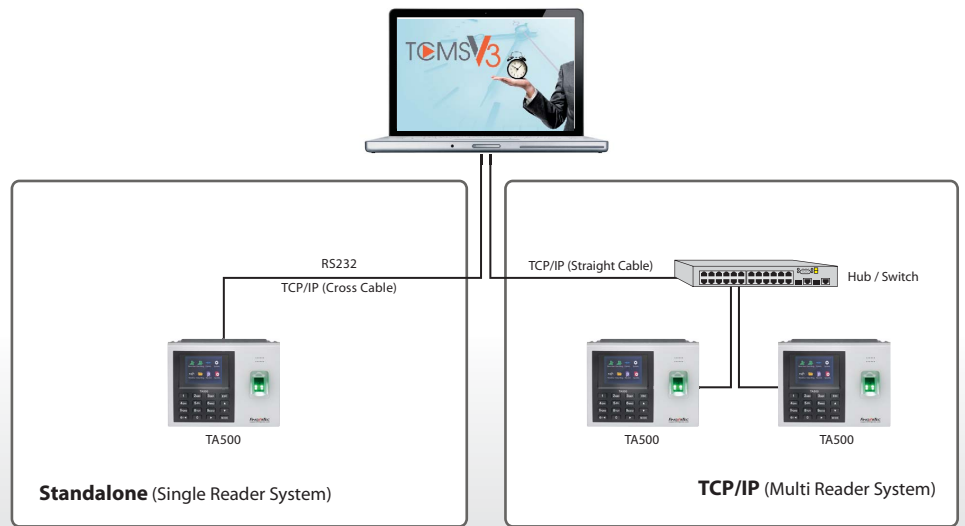 TCMSV3
RS232
TCP/IP (Cross Cable)
TCP/IP (Straight Cable)
Hub / Switch
TA500
TA500
TA500
Standalone (Single Reader System)
TCP/IP (Multi Reader System)